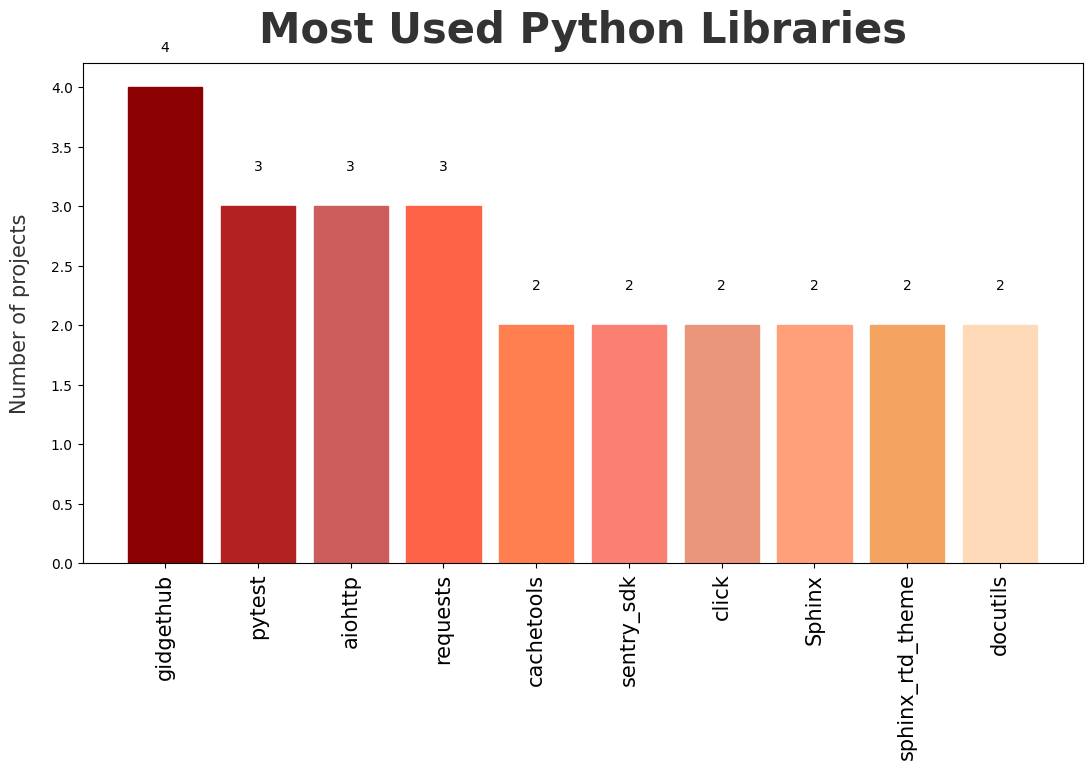 Most Used Python Libraries
4
4.0
3.5
3
3
3
3.0
2.5
2
2
2
2
2
2
2.0
1.5
1.0
0.5
0.0
Number of projects
gidgethub
pytest
aiohttp
requests
cachetools
sentry_sdk
click
Sphinx
sphinx_rtd_theme
docutils